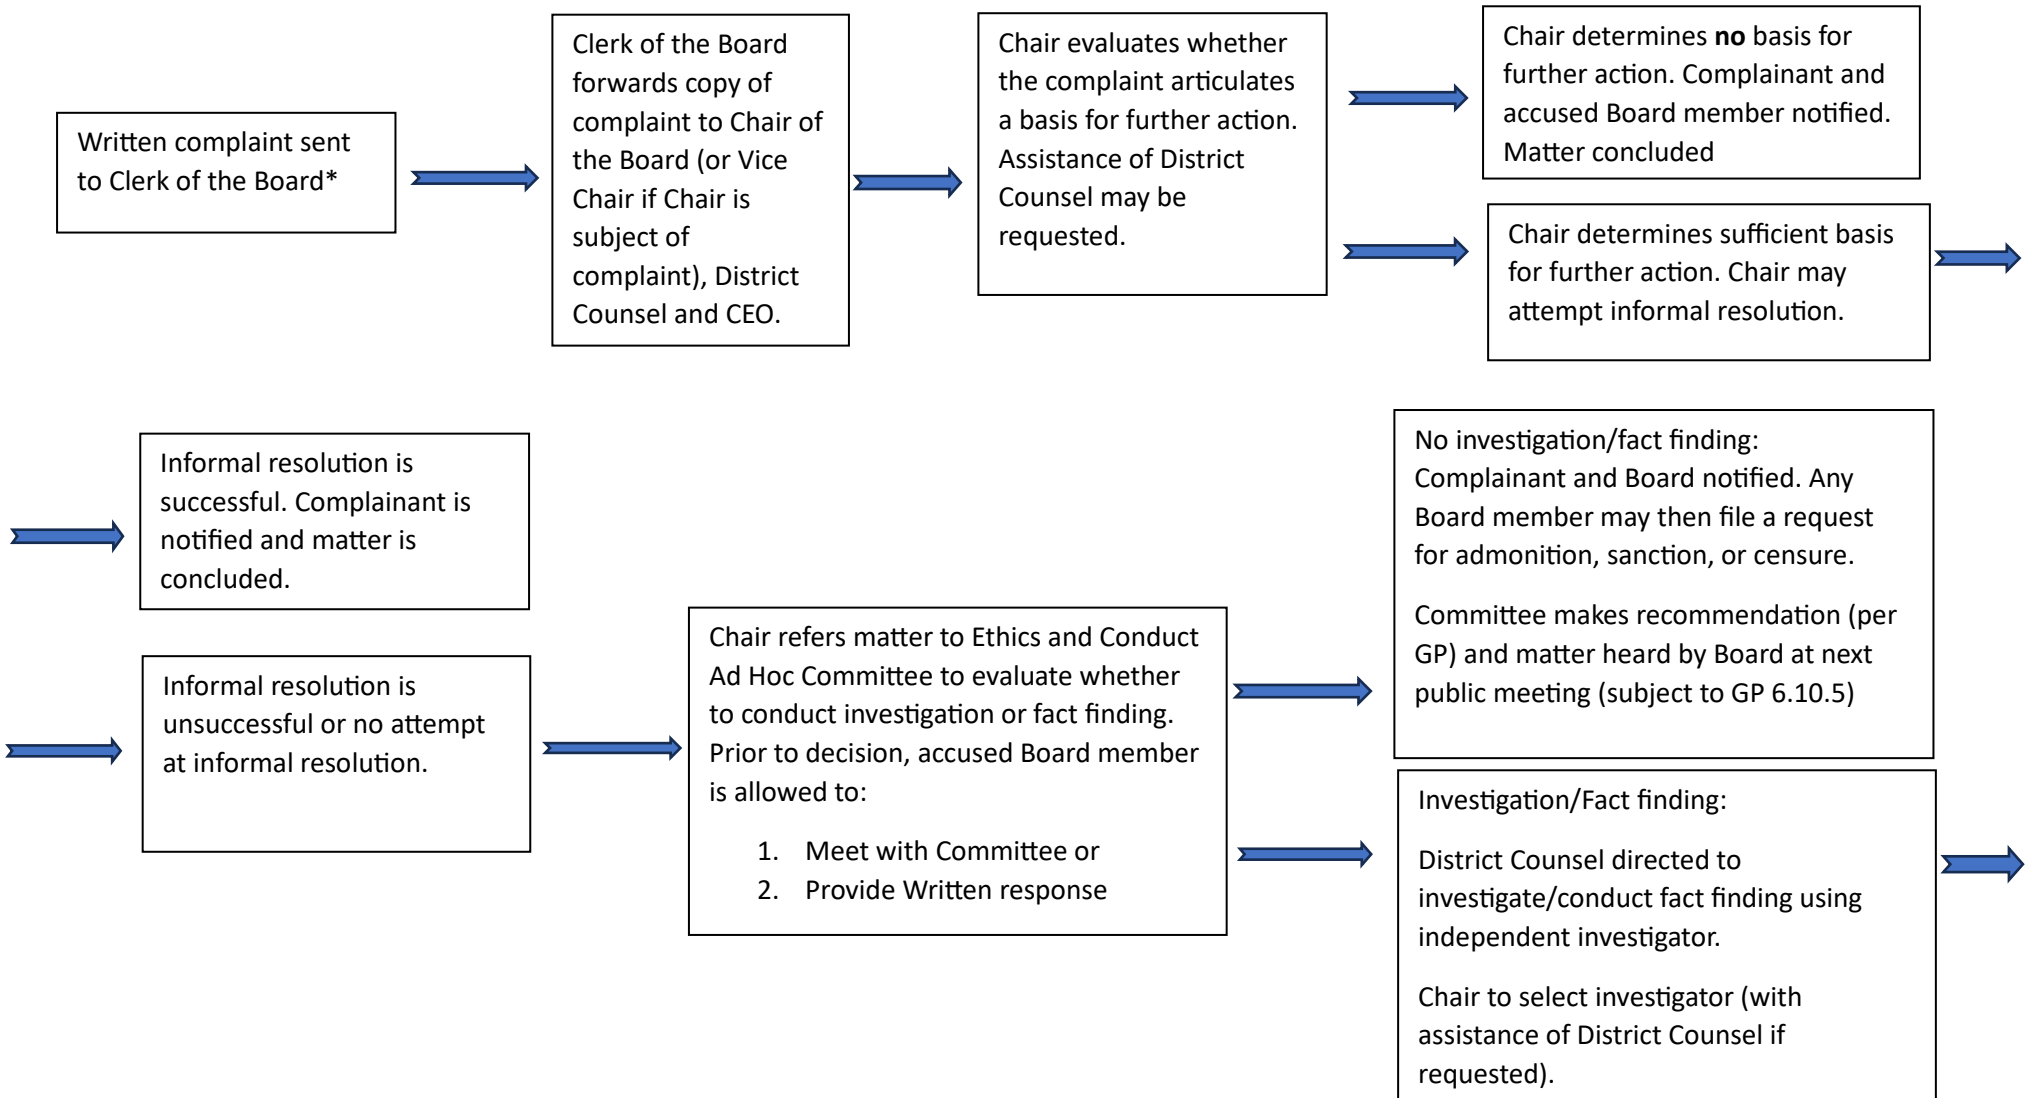 Written complaint sent
to Clerk of the Board*
Clerk of the Board
forwards copy of
complaint to Chair of
the Board (or Vice
Chair if Chair is
subject of
complaint), District
Counsel and CEO.
Chair evaluates whether
the complaint articulates
a basis for further action.
Assistance of District
Counsel may be
requested.
Chair determines no basis for
further action. Complainant and
accused Board member notified.
Matter concluded
Chair determines sufficient basis
for further action. Chair may
attempt informal resolution.
Informal resolution is
successful. Complainant is
notified and matter is
concluded.
Informal resolution is
unsuccessful or no attempt
at informal resolution.
Chair refers matter to Ethics and Conduct
Ad Hoc Committee to evaluate whether
to conduct investigation or fact finding.
Prior to decision, accused Board member
is allowed to:
1. Meet with Committee or
2. Provide Written response
No investigation/fact finding:
Complainant and Board notified. Any
Board member may then file a request
for admonition, sanction, or censure.
Committee makes recommendation (per
GP) and matter heard by Board at next
public meeting (subject to GP 6.10.5)
Investigation/Fact finding:
District Counsel directed to
investigate/conduct fact finding using
independent investigator.
Chair to select investigator (with
assistance of District Counsel if
requested).